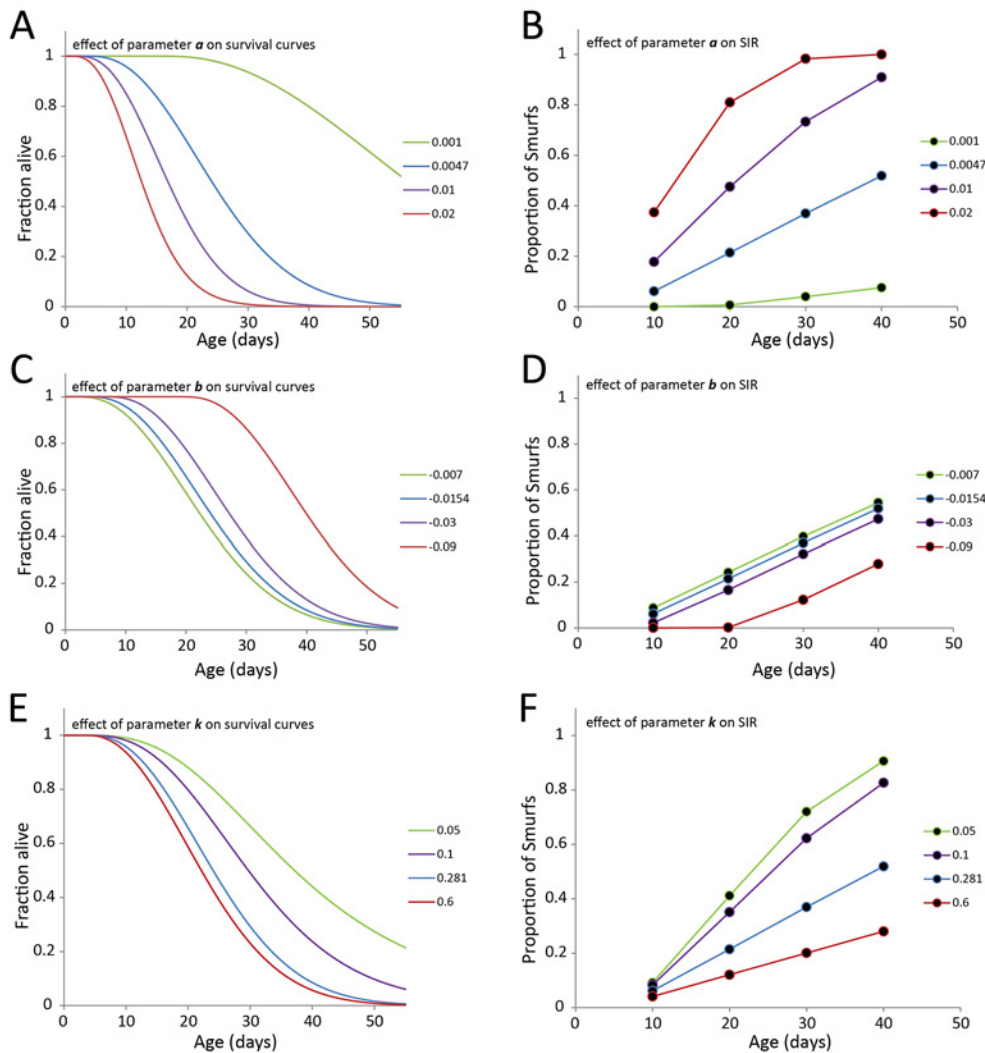 A
effect of parameter a on survival curves
1
0.8
0.6
0.4
0.2
0
Fraction alive
0 10 20 30 40 50
Age (days)
0.001
0.0047
0.01
0.02
B
effect of parameter a on SIR
1
0.8
0.6
0.4
0.2
0
Proportion of Smurfs
0 10 20 30 40 50
Age (days)
0.001
0.0047
0.01
0.02
C
effect of parameter b on survival curves
1
0.8
0.6
0.4
0.2
0
Fraction alive
0 10 20 30 40 50
Age (days)
-0.007
-0.0154
-0.03
-0.09
D
effect of parameter b on SIR
1
0.8
0.6
0.4
0.2
0
Proportion of Smurfs
0 10 20 30 40 50
Age (days)
-0.007
-0.0154
-0.03
-0.09
E
effect of parameter k on survival curves
1
0.8
0.6
0.4
0.2
0
Fraction alive
0 10 20 30 40 50
Age (days)
0.05
0.1
0.281
0.6
F
effect of parameter k on SIR
1
0.8
0.6
0.4
0.2
0
Proportion of Smurfs
0 10 20 30 40 50
Age (days)
0.05
0.1
0.281
0.6